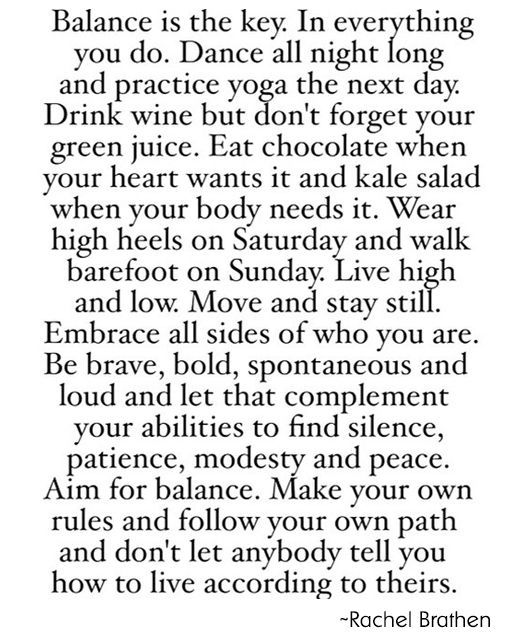 Balance is the key. In everything
you do. Dance all night long
and practice yoga the next day.
Drink wine but don't forget your
green juice. Eat chocolate when
your heart wants it and kale salad
when your body needs it. Wear
high heels on Saturday and walk
barefoot on Sunday. Live high
and low. Move and stay still.
Embrace all sides of who you are.
Be brave, bold, spontaneous and
loud and let that complement
your abilities to find silence,
patience, modesty and peace.
Aim for balance. Make your own
rules and follow your own path
and don't let anybody tell you
how to live according to theirs.
~Rachel Brathen